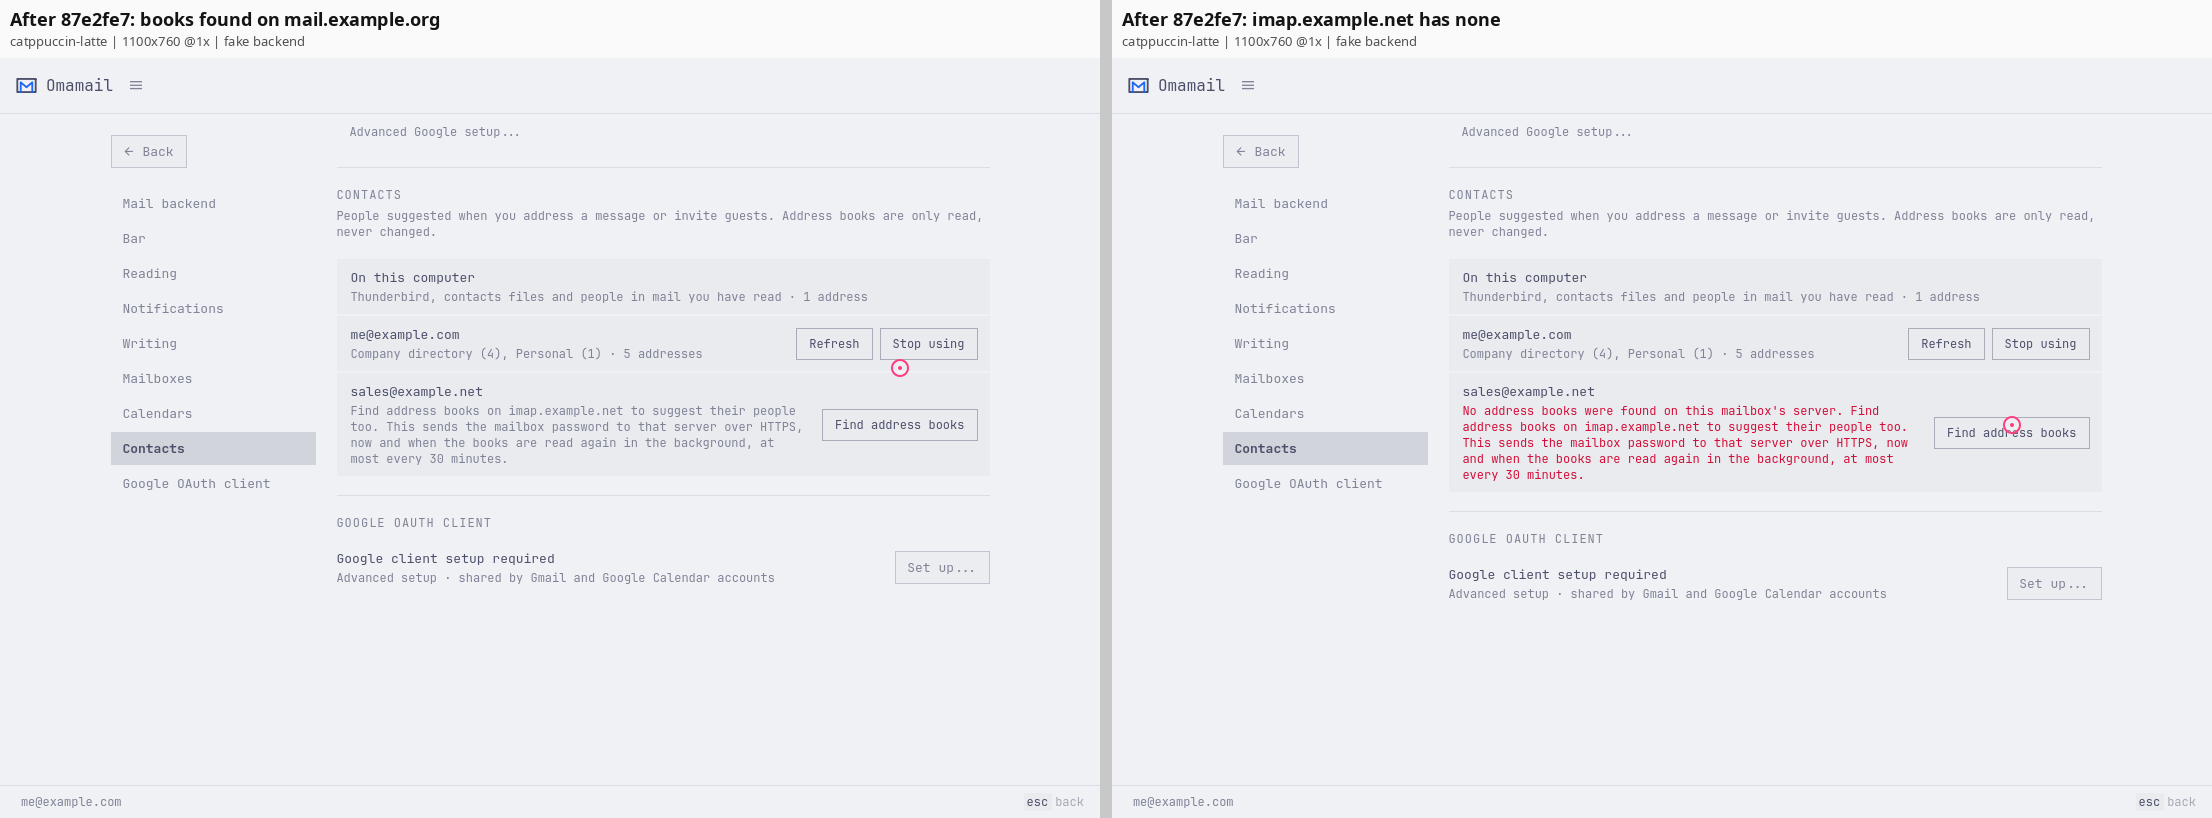 After 87e2fe7: books found on mail.example.org
catppuccin-latte | 1100x760 @1x | fake backend
Omamail
← Back
Mail backend
Bar
Reading
Notifications
Writing
Mailboxes
Calendars
Contacts
Google OAuth client
Advanced Google setup...
CONTACTS
People suggested when you address a message or invite guests. Address books are only read,
never changed.
On this computer
Thunderbird, contacts files and people in mail you have read · 1 address
me@example.com
Company directory (4), Personal (1) · 5 addresses
Refresh
Stop using
sales@example.net
Find address books on imap.example.net to suggest their people
too. This sends the mailbox password to that server over HTTPS,
now and when the books are read again in the background, at
most every 30 minutes.
Find address books
GOOGLE OAUTH CLIENT
Google client setup required
Advanced setup · shared by Gmail and Google Calendar accounts
Set up...
me@example.com
esc back
After 87e2fe7: imap.example.net has none
catppuccin-latte | 1100x760 @1x | fake backend
Omamail
← Back
Mail backend
Bar
Reading
Notifications
Writing
Mailboxes
Calendars
Contacts
Google OAuth client
Advanced Google setup...
CONTACTS
People suggested when you address a message or invite guests. Address books are only read,
never changed.
On this computer
Thunderbird, contacts files and people in mail you have read · 1 address
me@example.com
Company directory (4), Personal (1) · 5 addresses
Refresh
Stop using
sales@example.net
No address books were found on this mailbox's server. Find
address books on imap.example.net to suggest their people too.
This sends the mailbox password to that server over HTTPS, now
and when the books are read again in the background, at most
every 30 minutes.
Find address books
GOOGLE OAUTH CLIENT
Google client setup required
Advanced setup · shared by Gmail and Google Calendar accounts
Set up...
me@example.com
esc back